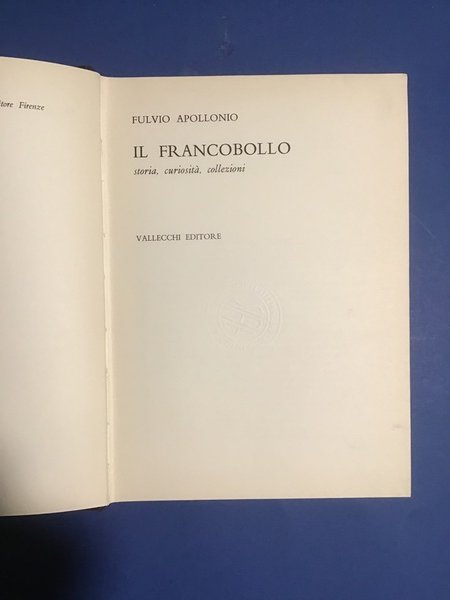 tore Firenze
FULVIO APOLLONIO
IL FRANCOBOLLO
storia, curiosità, collezioni
VALLECCHI EDITORE